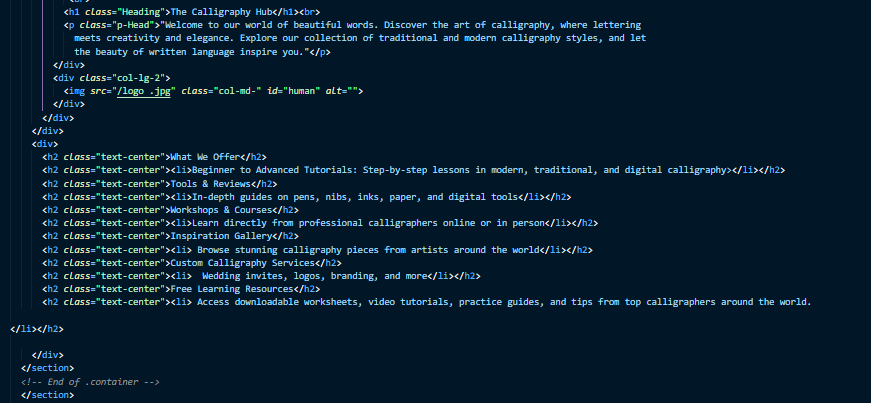 <h1 class="Heading">The Calligraphy Hub</h1><br>
<p class="p-Head">"Welcome to our world of beautiful words. Discover the art of calligraphy, where lettering
meets creativity and elegance. Explore our collection of traditional and modern calligraphy styles, and let
the beauty of written language inspire you."</p>
</div>
<div class="col-lg-2">
<img src="/logo .jpg" class="col-md-" id="human" alt="">
</div>
</div>
</div>
<div>
<h2 class="text-center">What We Offer</h2>
<h2 class="text-center"><li>Beginner to Advanced Tutorials: Step-by-step lessons in modern, traditional, and digital calligraphy></li></h2>
<h2 class="text-center">Tools & Reviews</h2>
<h2 class="text-center"><li>In-depth guides on pens, nibs, inks, paper, and digital tools</li></h2>
<h2 class="text-center">Workshops & Courses</h2>
<h2 class="text-center"><li>Learn directly from professional calligraphers online or in person</li></h2>
<h2 class="text-center">Inspiration Gallery</h2>
<h2 class="text-center"><li> Browse stunning calligraphy pieces from artists around the world</li></h2>
<h2 class="text-center">Custom Calligraphy Services</h2>
<h2 class="text-center"><li>  Wedding invites, logos, branding, and more</li></h2>
<h2 class="text-center">Free Learning Resources</h2>
<h2 class="text-center"><li> Access downloadable worksheets, video tutorials, practice guides, and tips from top calligraphers around the world.
</li></h2>
</div>
</section>
<!-- End of .container -->
</section>